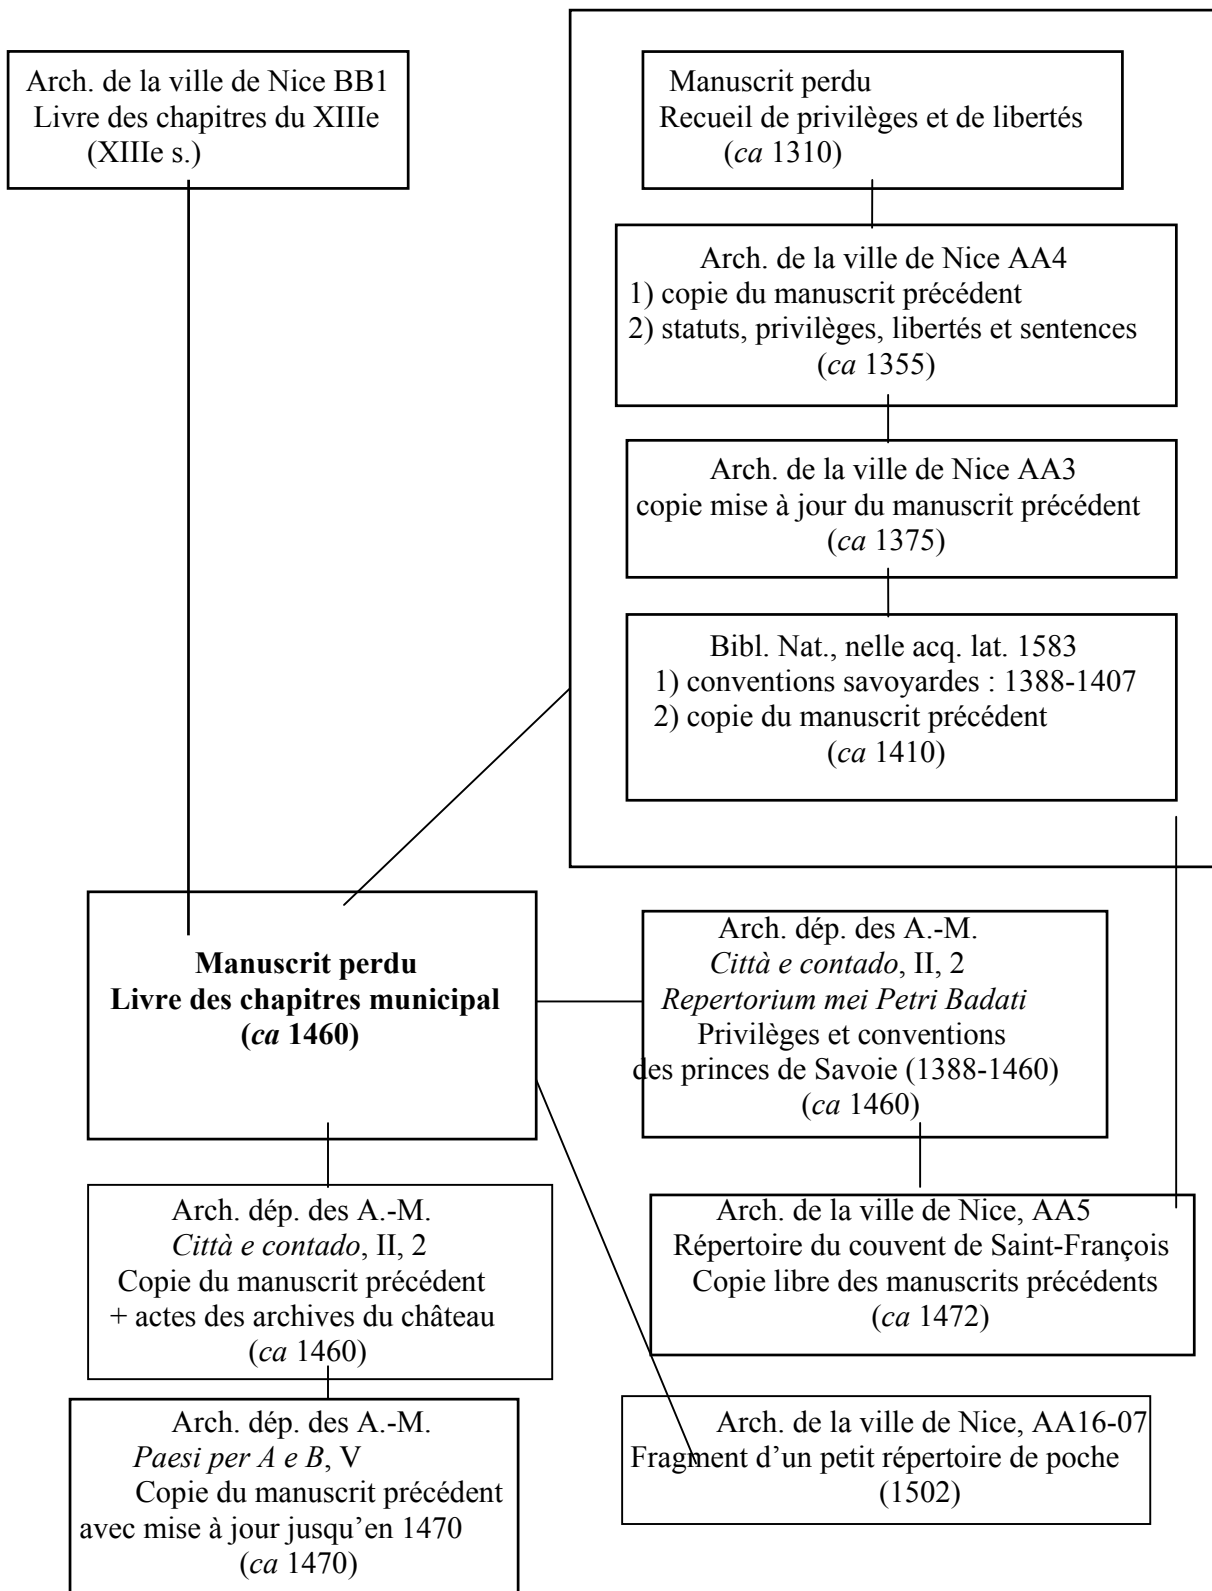 Arch. de la ville de Nice BB1
Livre des chapitres du XIIIe
(XIIIe s.)
Manuscrit perdu
Recueil de privilèges et de libertés
(ca 1310)
Arch. de la ville de Nice AA4
1) copie du manuscrit précédent
2) statuts, privilèges, libertés et sentences
(ca 1355)
Arch. de la ville de Nice AA3
copie mise à jour du manuscrit précédent
(ca 1375)
Bibl. Nat., nelle acq. lat. 1583
1) conventions savoyardes : 1388-1407
2) copie du manuscrit précédent
(ca 1410)
Manuscrit perdu
Livre des chapitres municipal
(ca 1460)
Arch. dép. des A.-M.
Città e contado, II, 2
Repertorium mei Petri Badati
Privilèges et conventions
des princes de Savoie (1388-1460)
(ca 1460)
Arch. dép. des A.-M.
Città e contado, II, 2
Copie du manuscrit précédent
+ actes des archives du château
(ca 1460)
Arch. de la ville de Nice, AA5
Répertoire du couvent de Saint-François
Copie libre des manuscrits précédents
(ca 1472)
Arch. dép. des A.-M.
Paesi per A e B, V
Copie du manuscrit précédent
avec mise à jour jusqu’en 1470
(ca 1470)
Arch. de la ville de Nice, AA16-07
Fragment d’un petit répertoire de poche
(1502)